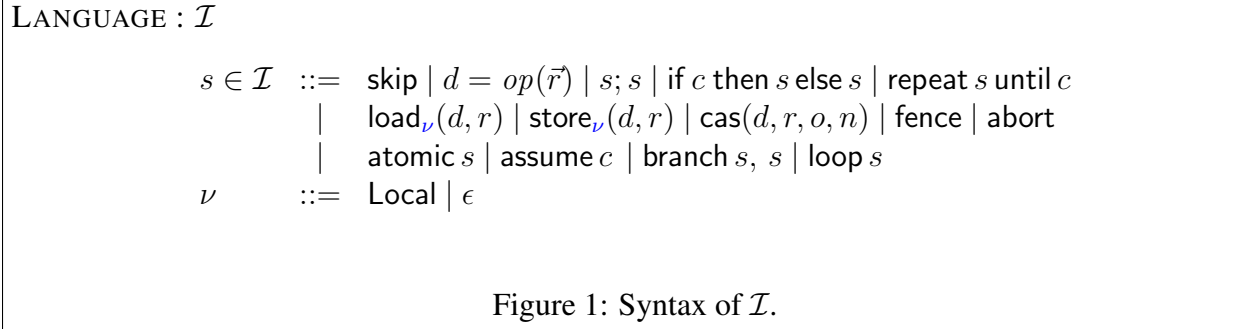 LANGUAGE : ℐ
s ∈ ℐ ::= skip | d = op(r⃗) | s; s | if c then s else s | repeat s until c
| load_ν(d, r) | store_ν(d, r) | cas(d, r, o, n) | fence | abort
| atomic s | assume c | branch s, s | loop s
ν ::= Local | ϵ
Figure 1: Syntax of ℐ.